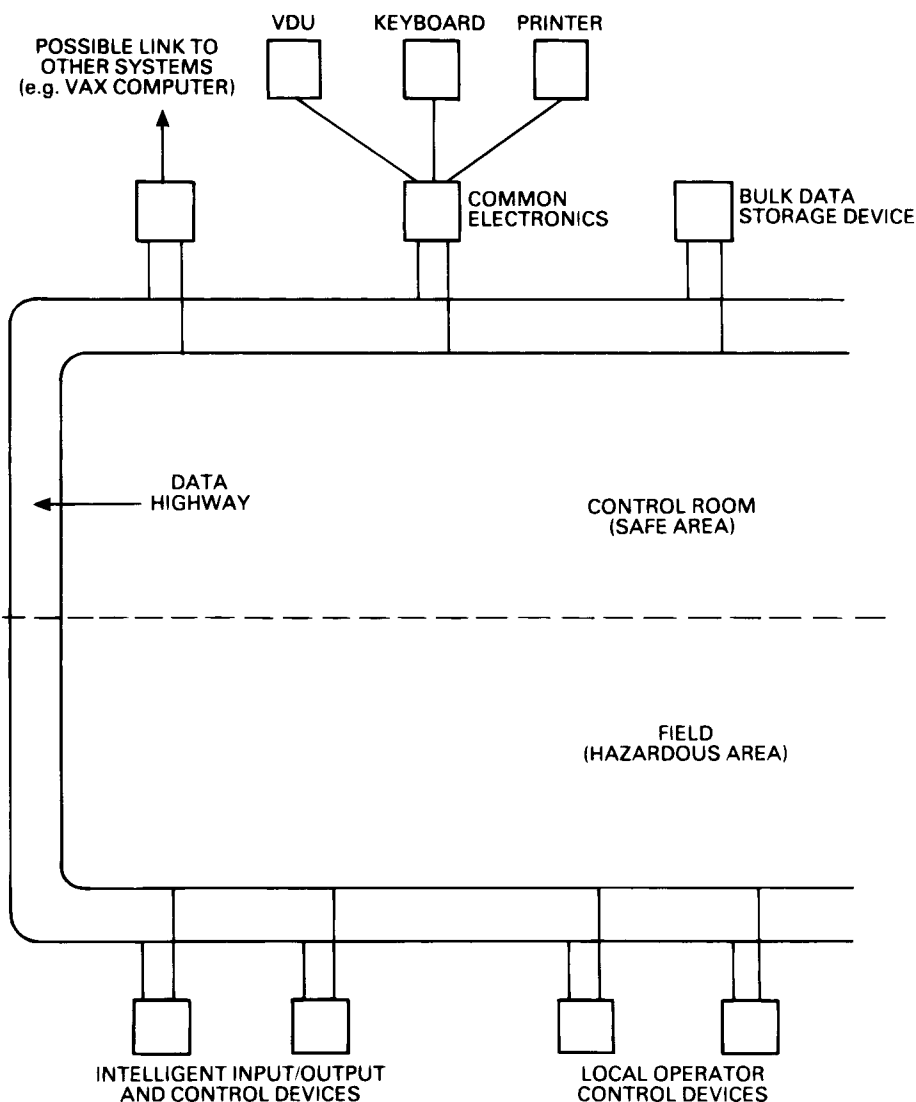 VDU
KEYBOARD
PRINTER
POSSIBLE LINK TO
OTHER SYSTEMS
(e.g. VAX COMPUTER)
COMMON
ELECTRONICS
BULK DATA
STORAGE DEVICE
DATA
HIGHWAY
CONTROL ROOM
(SAFE AREA)
FIELD
(HAZARDOUS AREA)
INTELLIGENT INPUT/OUTPUT
AND CONTROL DEVICES
LOCAL OPERATOR
CONTROL DEVICES